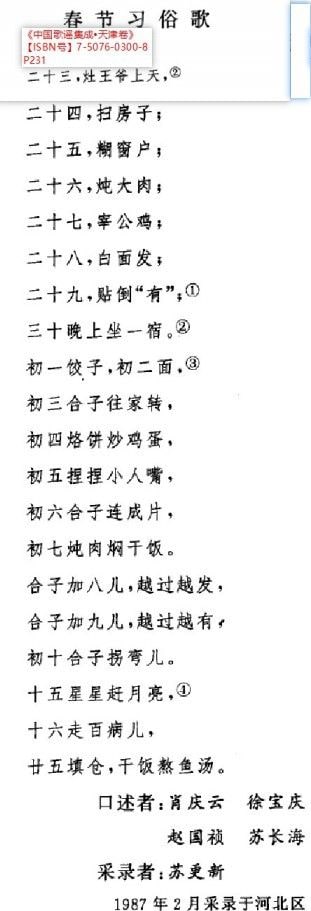 春节习俗歌
《中国歌谣集成•天津卷》
【ISBN号】7-5076-0300-8
P231
二十三,灶王爷上天,②
二十四,扫房子;
二十五,糊窗户;
二十六,炖大肉;
二十七,宰公鸡;
二十八,白面发;
二十九,贴倒“有”;①
三十晚上坐一宿。②
初一饺子,初二面,③
初三合子往家转,
初四烙饼炒鸡蛋,
初五捏捏小人嘴,
初六合子连成片,
初七炖肉焖干饭。
合子加八儿,越过越发,
合子加九儿,越过越有,
初十合子拐弯儿。
十五星星赶月亮,④
十六走百病儿,
廿五填仓,干饭熬鱼汤。
口述者:肖庆云 徐宝庆
赵国祯 苏长海
采录者:苏更新
1987年2月采录于河北区